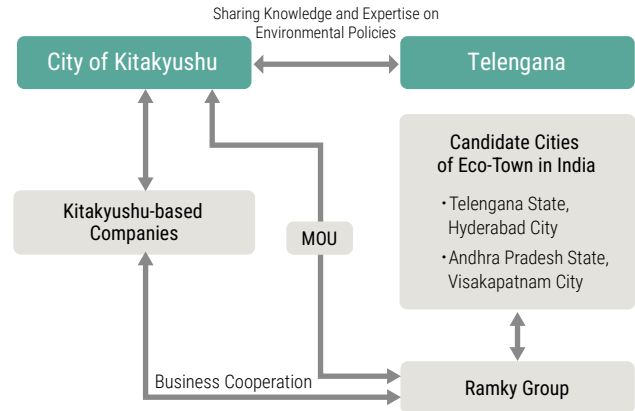 Sharing Knowledge and Expertise on
Environmental Policies
City of Kitakyushu
Telengana
Candidate Cities
of Eco-Town in India
・Telengana State,
Hyderabad City
・Andhra Pradesh State,
Visakapatnam City
Kitakyushu-based
Companies
MOU
Business Cooperation
Ramky Group